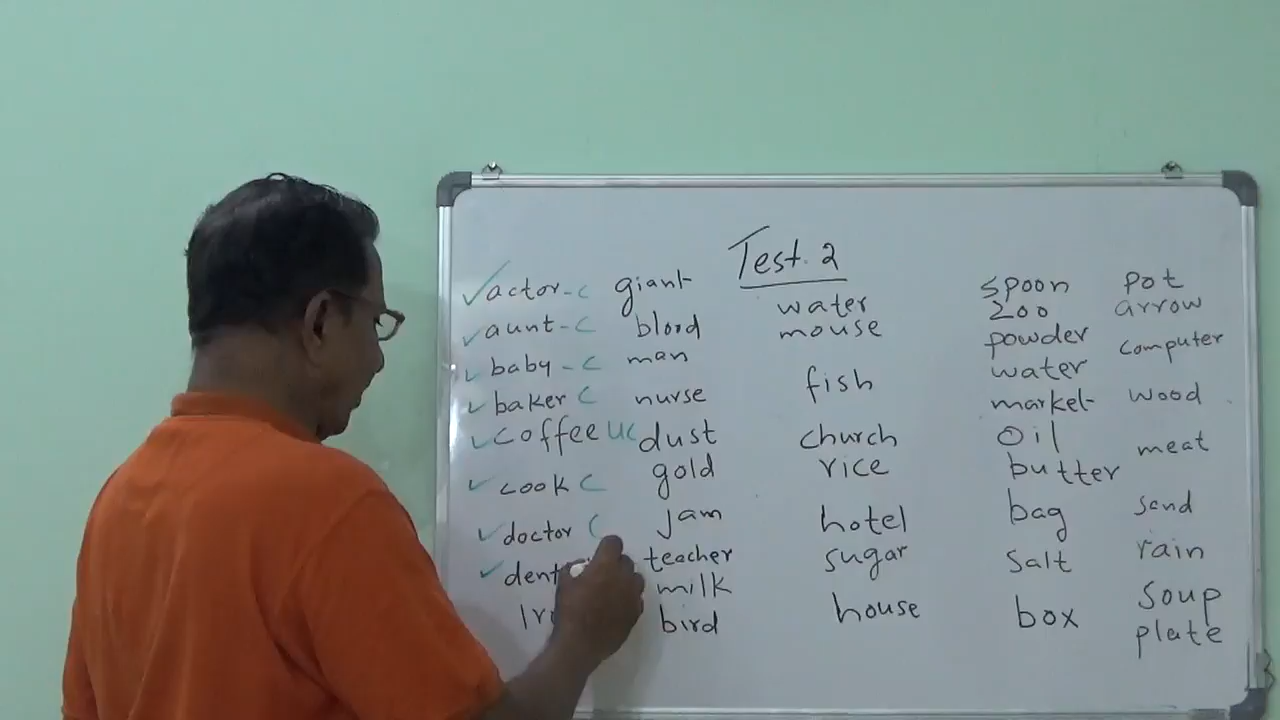 Test. 2
actor - C
aunt - C
baby - C
baker C
coffee UC
cook C
doctor C
giant
blood
man
nurse
dust
gold
Jam
teacher
milk
bird
water
mouse
fish
church
rice
hotel
sugar
house
spoon
zoo
powder
water
market
oil
butter
bag
salt
box
pot
arrow
computer
wood
meat
sand
rain
soup
plate